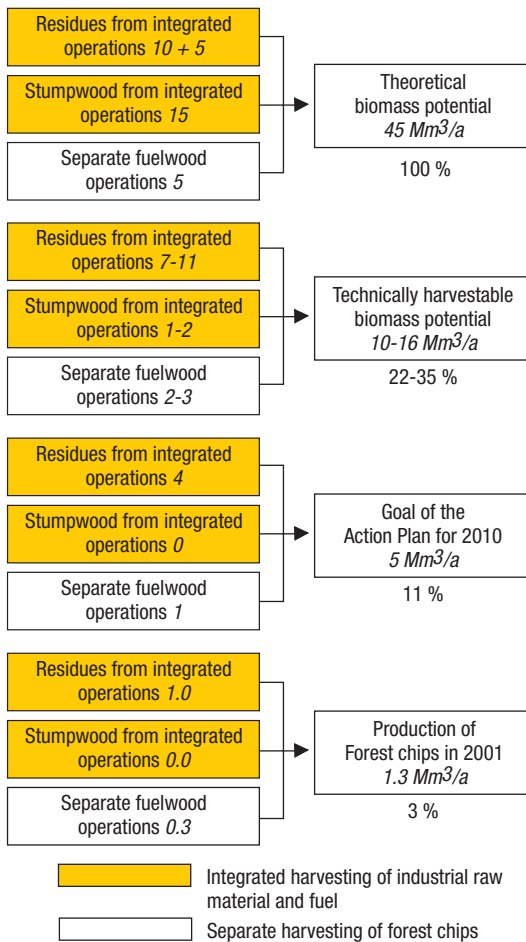 Residues from integrated
operations 10 + 5
Stumpwood from integrated
operations 15
Separate fuelwood
operations 5
Theoretical
biomass potential
45 Mm³/a
100 %
Residues from integrated
operations 7-11
Stumpwood from integrated
operations 1-2
Separate fuelwood
operations 2-3
Technically harvestable
biomass potential
10-16 Mm³/a
22-35 %
Residues from integrated
operations 4
Stumpwood from integrated
operations 0
Separate fuelwood
operations 1
Goal of the
Action Plan for 2010
5 Mm³/a
11 %
Residues from integrated
operations 1.0
Stumpwood from integrated
operations 0.0
Separate fuelwood
operations 0.3
Production of
Forest chips in 2001
1.3 Mm³/a
3 %
Integrated harvesting of industrial raw
material and fuel
Separate harvesting of forest chips